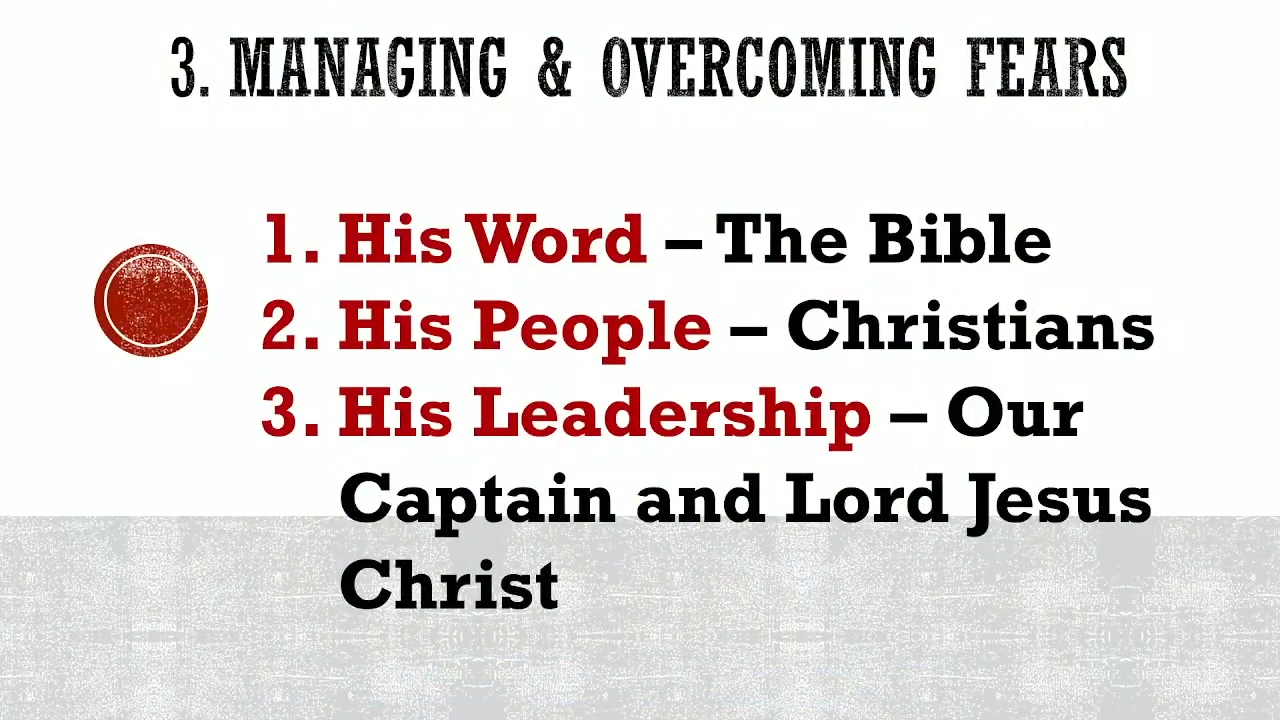 3. MANAGING & OVERCOMING FEARS
1. His Word – The Bible
2. His People – Christians
3. His Leadership – Our
Captain and Lord Jesus
Christ